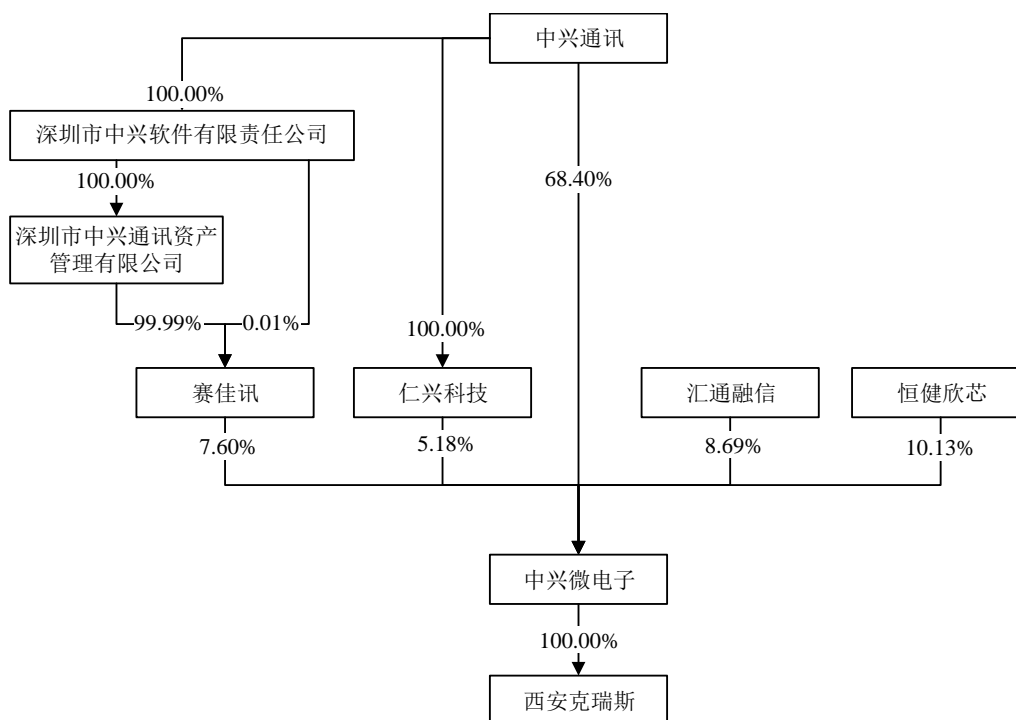 中兴通讯
100.00%
深圳市中兴软件有限责任公司
100.00%
68.40%
深圳市中兴通讯资产
管理有限公司
99.99%
0.01%
100.00%
赛佳讯
仁兴科技
汇通融信
恒健欣芯
7.60%
5.18%
8.69%
10.13%
中兴微电子
100.00%
西安克瑞斯